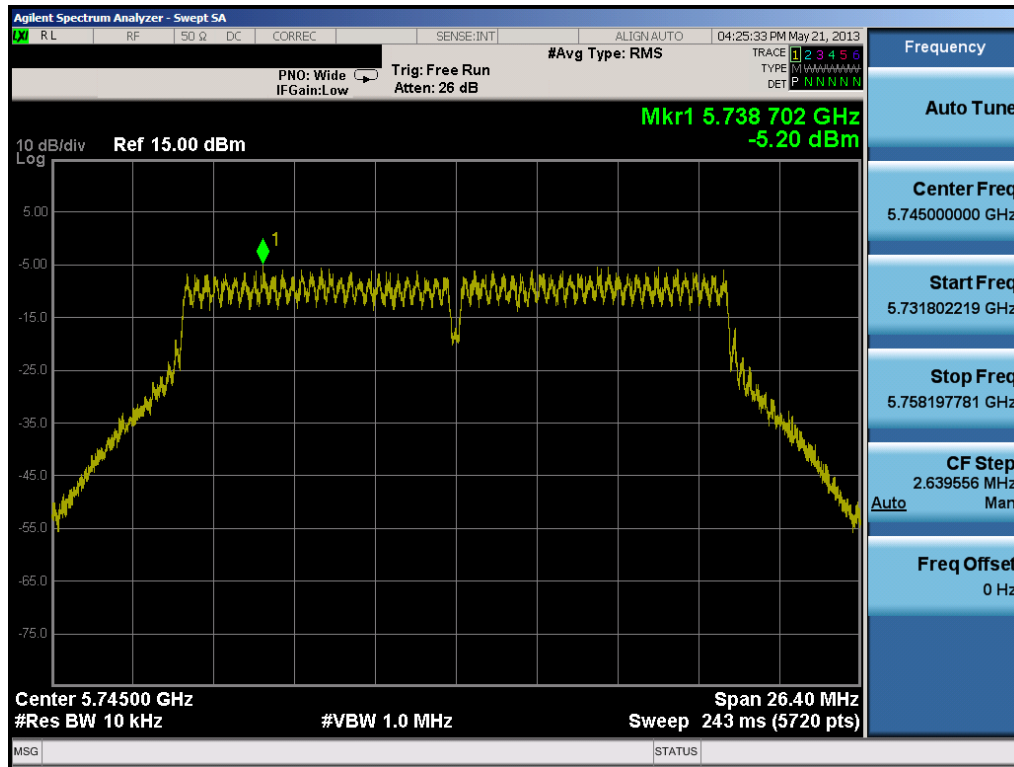 Agilent Spectrum Analyzer - Swept SA
LXI RL RF 50 Ω DC CORREC SENSE:INT ALIGN AUTO 04:25:33 PM May 21, 2013
#Avg Type: RMS TRACE 1 2 3 4 5 6
PNO: Wide Trig: Free Run TYPE M WWWWW
IFGain:Low Atten: 26 dB DET P N N N N N
Mkr1 5.738 702 GHz
-5.20 dBm
10 dB/div Ref 15.00 dBm
Log
5.00
1
-5.00
-15.0
-25.0
-35.0
-45.0
-55.0
-65.0
-75.0
Center 5.74500 GHz Span 26.40 MHz
#Res BW 10 kHz #VBW 1.0 MHz Sweep 243 ms (5720 pts)
MSG STATUS
Frequency
Auto Tune
Center Freq
5.745000000 GHz
Start Freq
5.731802219 GHz
Stop Freq
5.758197781 GHz
CF Step
2.639556 MHz
Auto Man
Freq Offset
0 Hz